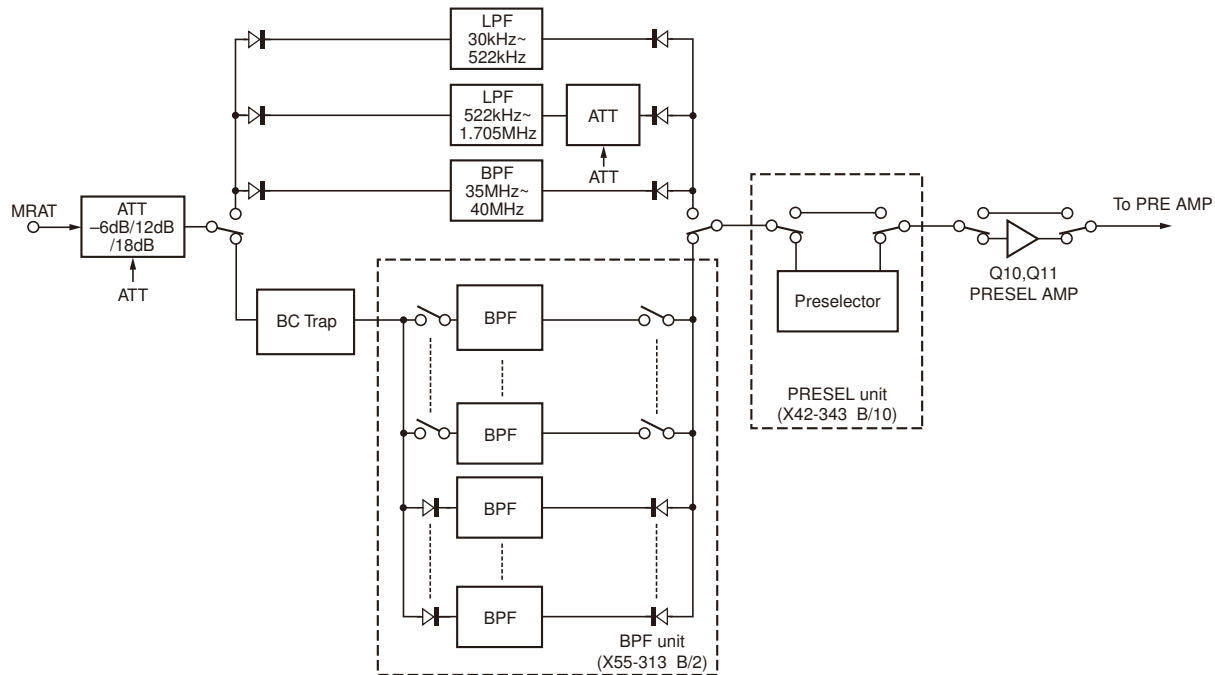 LPF
30kHz~
522kHz
LPF
522kHz~
1.705MHz
ATT
ATT
BPF
35MHz~
40MHz
MRAT
ATT
–6dB/12dB
/18dB
ATT
BC Trap
BPF
BPF
BPF
BPF
BPF unit
(X55-313 B/2)
Preselector
PRESEL unit
(X42-343 B/10)
Q10,Q11
PRESEL AMP
To PRE AMP